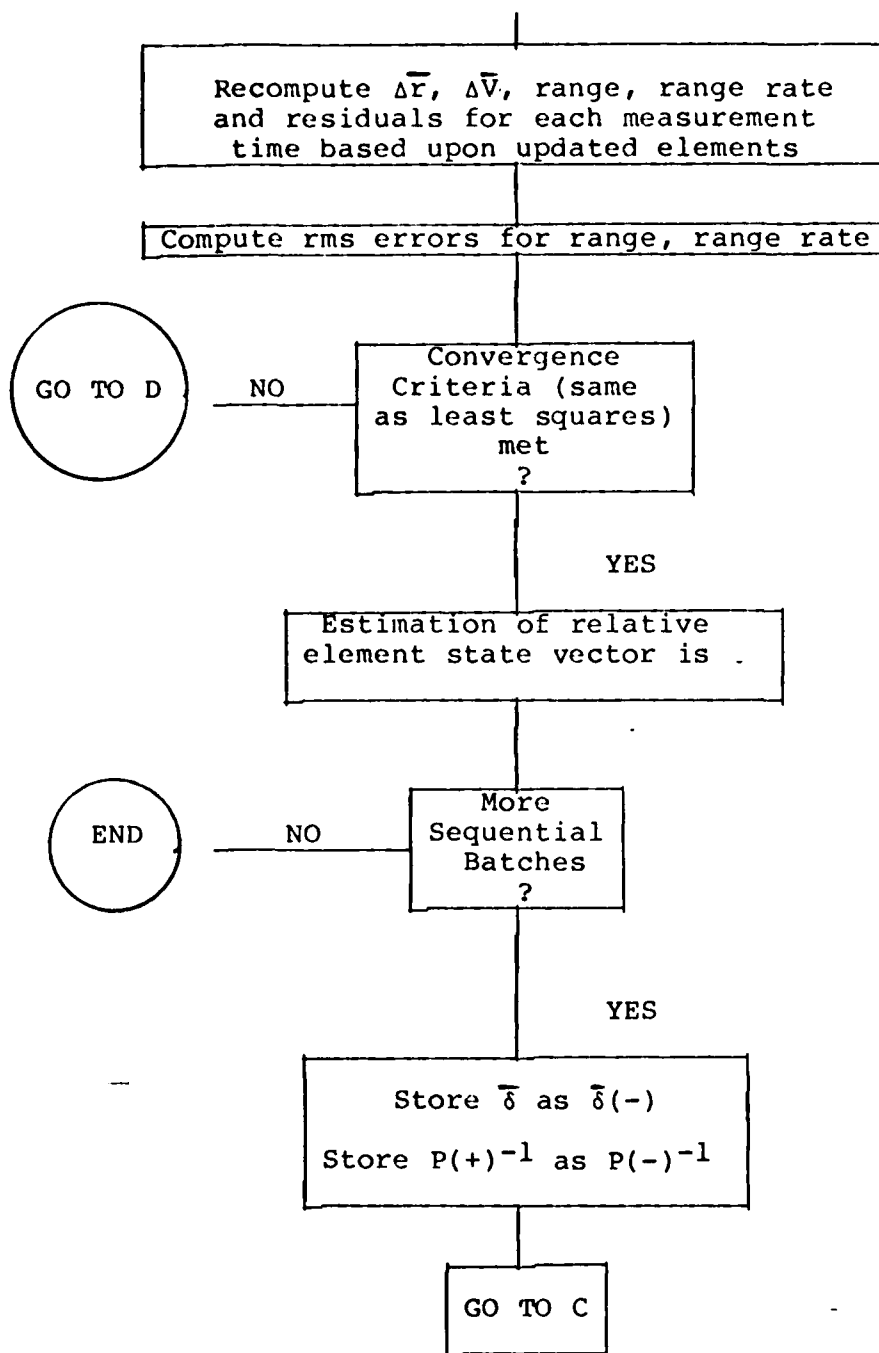 Recompute Δr̅, ΔV̅, range, range rate
and residuals for each measurement
time based upon updated elements
Compute rms errors for range, range rate
Convergence
Criteria (same
as least squares)
met
?
GO TO D
NO
YES
Estimation of relative
element state vector is
More
Sequential
Batches
?
END
NO
YES
Store δ̅ as δ̅(-)
Store P(+)⁻¹ as P(-)⁻¹
GO TO C